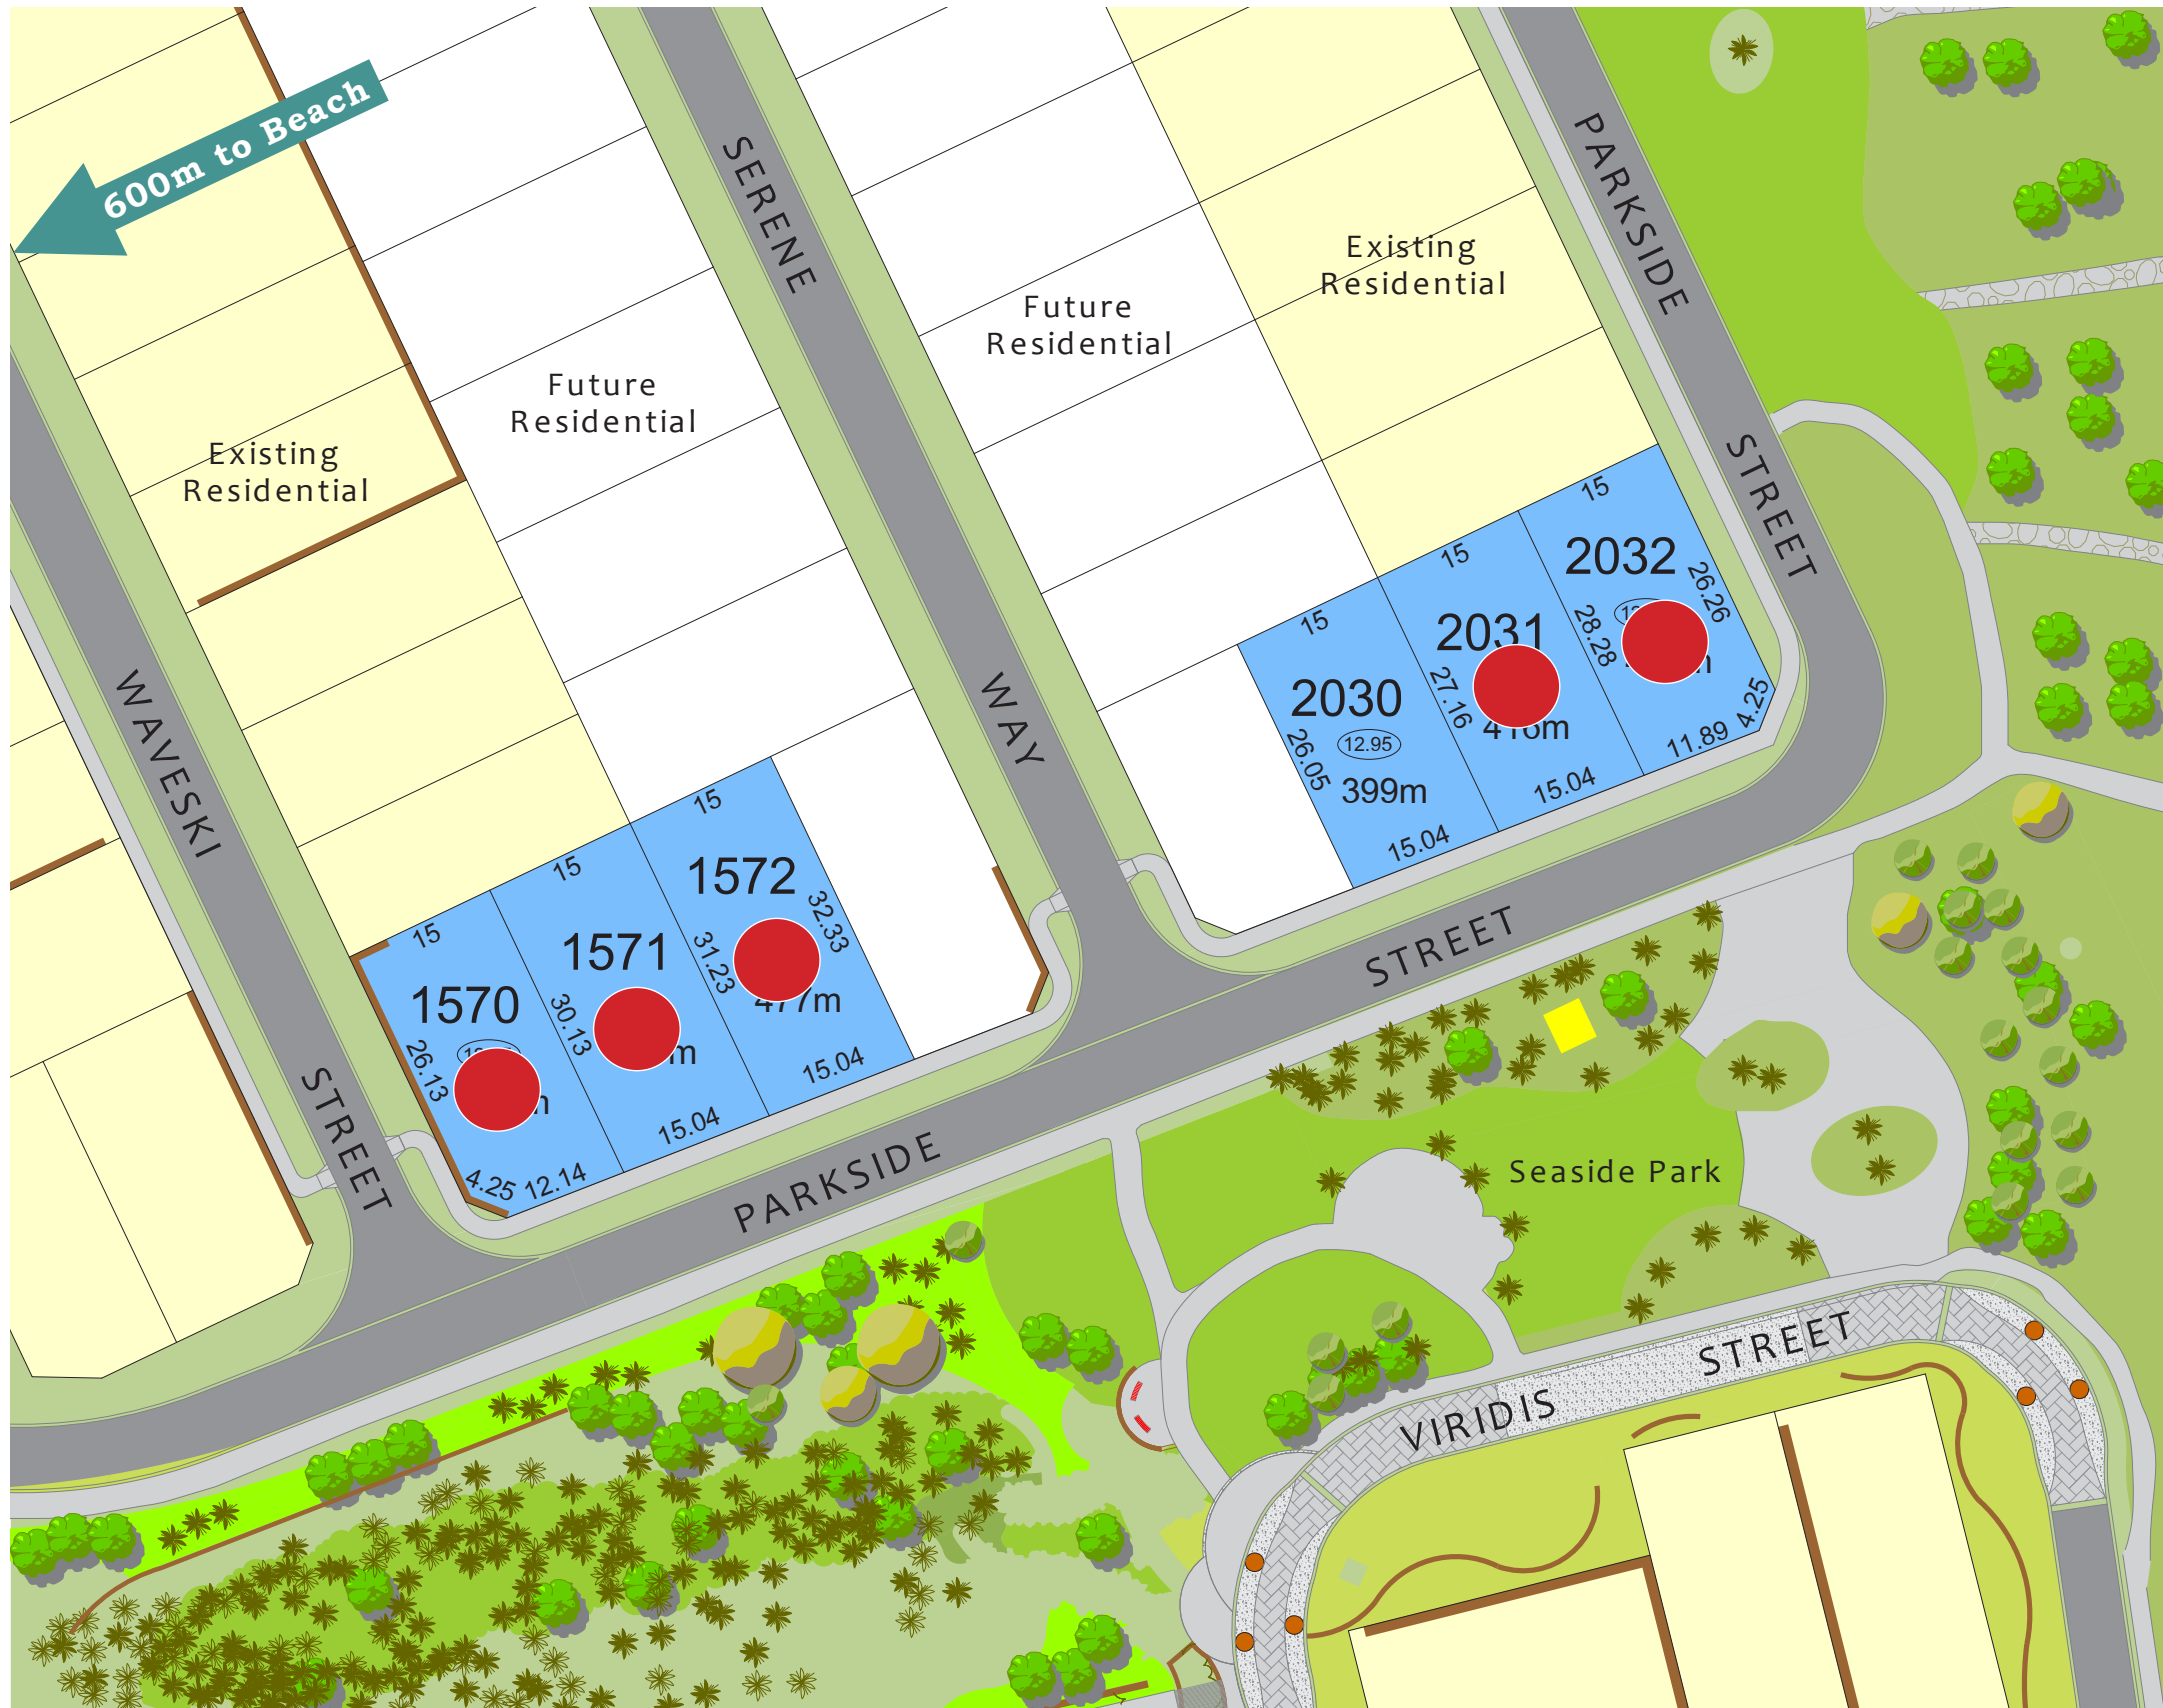 600m to Beach
SERENE
WAY
PARKSIDE
STREET
Existing
Residential
Future
Residential
Future
Residential
Existing
Residential
WAVESKI
STREET
15
2032
26.26
28.28
4.25
11.89
15
2031
27.16
416m
15.04
15
2030
12.95
26.05
399m
15.04
15
1572
32.33
31.23
477m
15.04
15
1571
30.13
m
15.04
15
1570
26.13
4.25
12.14
PARKSIDE
STREET
Seaside Park
VIRIDIS
STREET